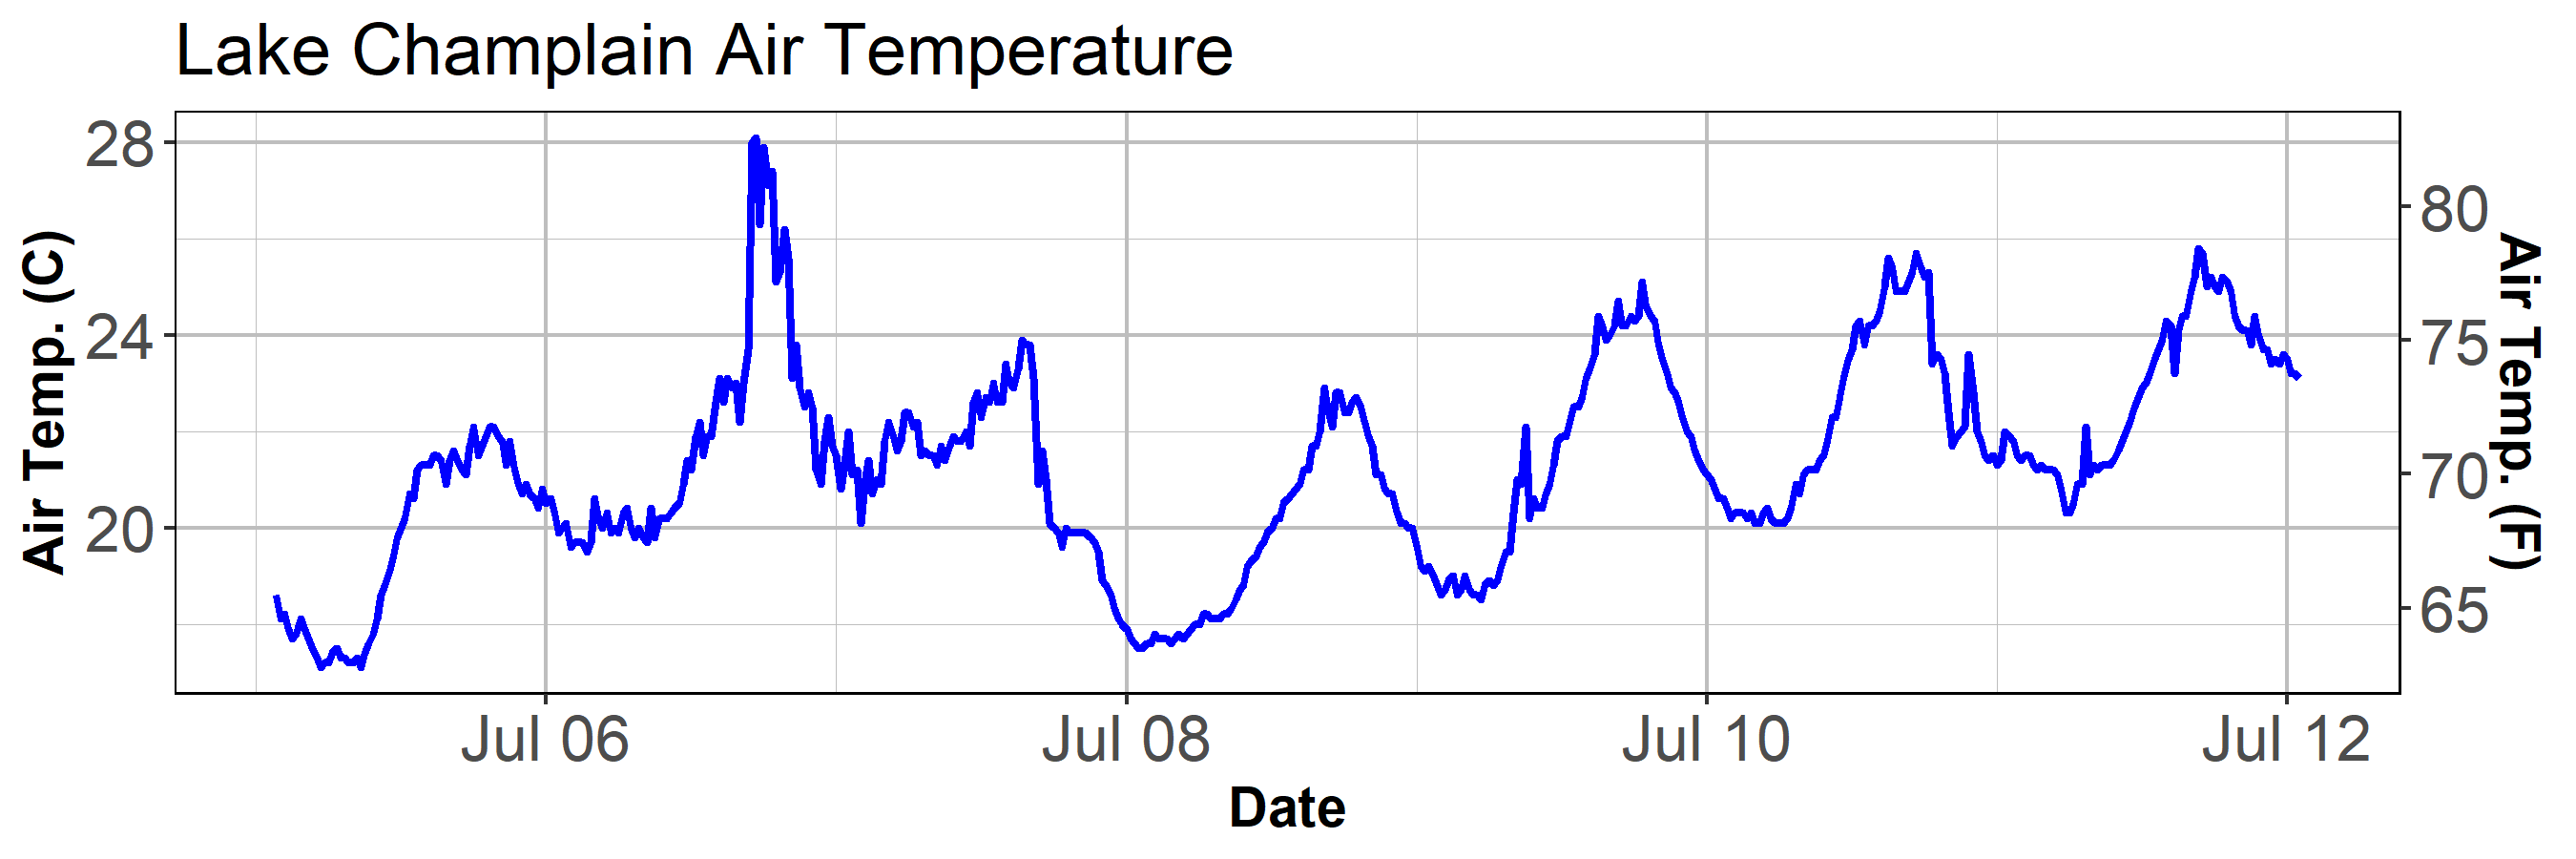 Lake Champlain Air Temperature
Air Temp. (C)
28
24
20
80
75
70
65
Air Temp. (F)
Jul 06
Jul 08
Jul 10
Jul 12
Date